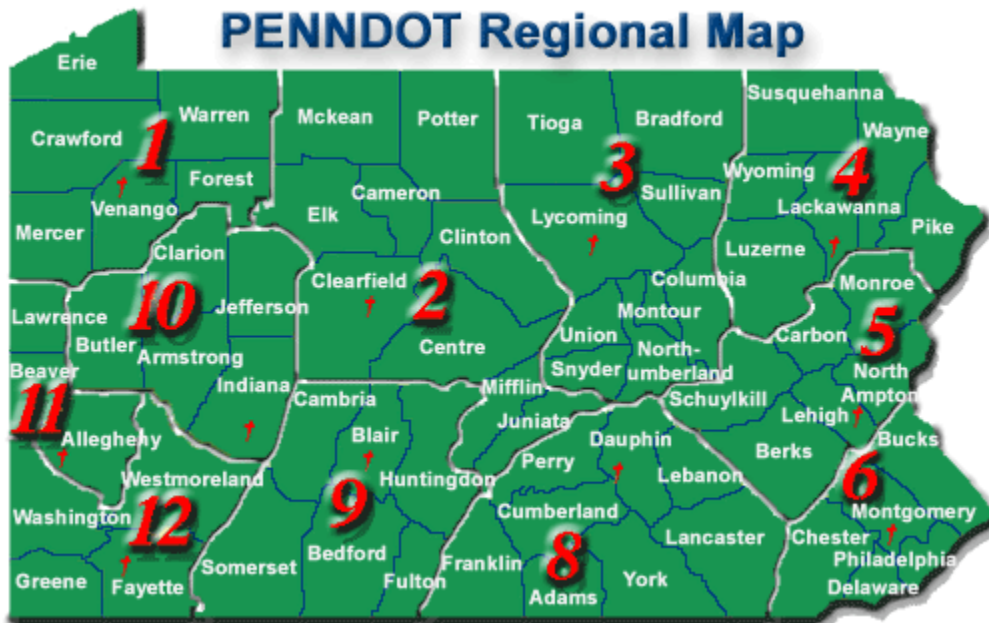 PENNDOT Regional Map
Erie
Warren
Mckean
Potter
Tioga
Bradford
Susquehanna
Wayne
Crawford
1
3
4
Forest
Cameron
Sullivan
Wyoming
Venango
Elk
Lycoming
Lackawanna
Pike
Mercer
Clinton
Clarion
Luzerne
Clearfield
2
Columbia
Monroe
10
Jefferson
Montour
5
Lawrence
Butler
Armstrong
Centre
Union
Carbon
Beaver
Snyder
North-
umberland
North
Ampton
Indiana
Mifflin
Cambria
Schuylkill
11
Juniata
Lehigh
Allegheny
Blair
Dauphin
Bucks
Perry
Berks
Westmoreland
Huntingdon
Lebanon
6
Washington
12
9
Cumberland
Montgomery
Bedford
Lancaster
Chester
Somerset
Franklin
8
Philadelphia
Greene
Fayette
Fulton
York
Delaware
Adams